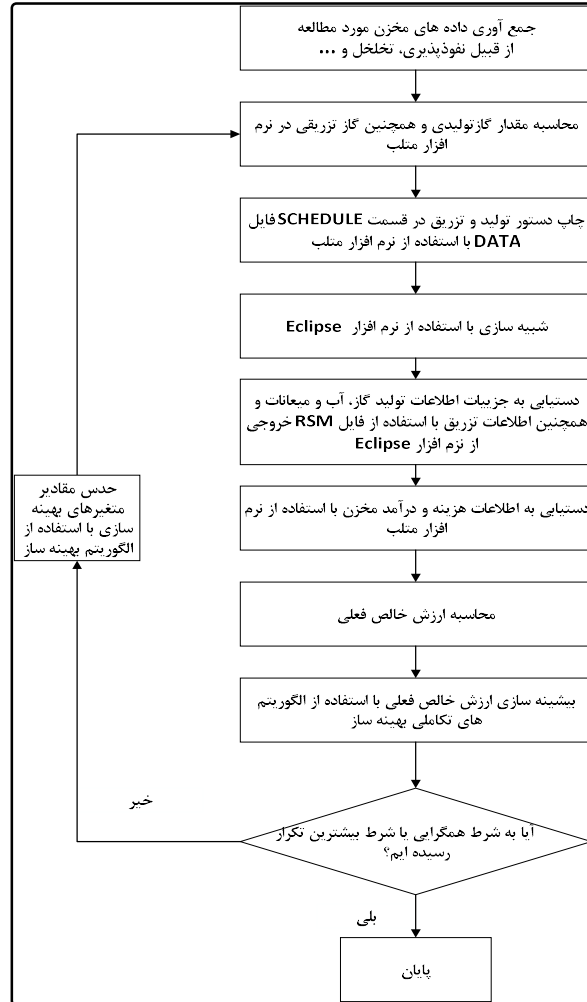 جمع آوری داده های مخزن مورد مطالعه
از قبیل نفوذپذیری، تخلخل و ...
محاسبه مقدار گازتولیدی و همچنین گاز تزریقی در نرم
افزار متلب
چاپ دستور تولید و تزریق در قسمت SCHEDULE فایل
DATA با استفاده از نرم افزار متلب
شبیه سازی با استفاده از نرم افزار Eclipse
دستیابی به جزییات اطلاعات تولید گاز، آب و میعانات و
همچنین اطلاعات تزریق با استفاده از فایل RSM خروجی
از نرم افزار Eclipse
حدس مقادیر
متغیرهای بهینه
سازی با استفاده از
الگوریتم بهینه ساز
دستیابی به اطلاعات هزینه و درآمد مخزن با استفاده از نرم
افزار متلب
محاسبه ارزش خالص فعلی
بیشینه سازی ارزش خالص فعلی با استفاده از الگوریتم
های تکاملی بهینه ساز
خیر
آیا به شرط همگرایی یا شرط بیشترین تکرار
رسیده ایم؟
بلی
پایان